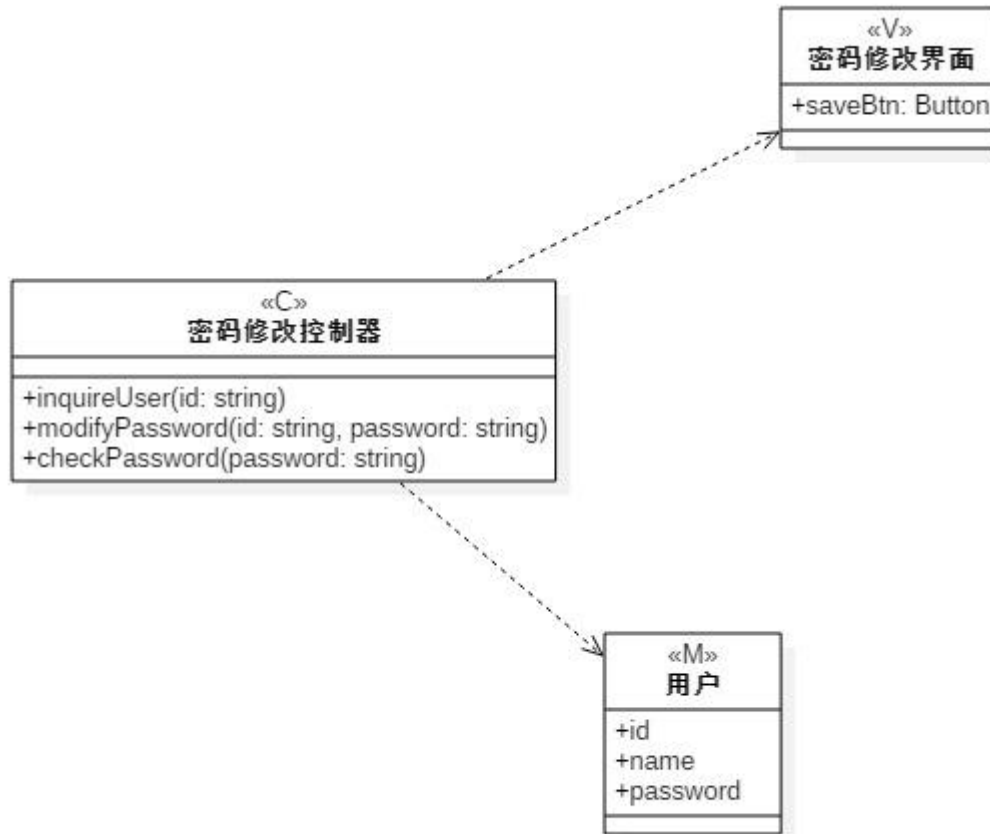 «V»
密码修改界面
+saveBtn: Button
«C»
密码修改控制器
+inquireUser(id: string)
+modifyPassword(id: string, password: string)
+checkPassword(password: string)
«M»
用户
+id
+name
+password